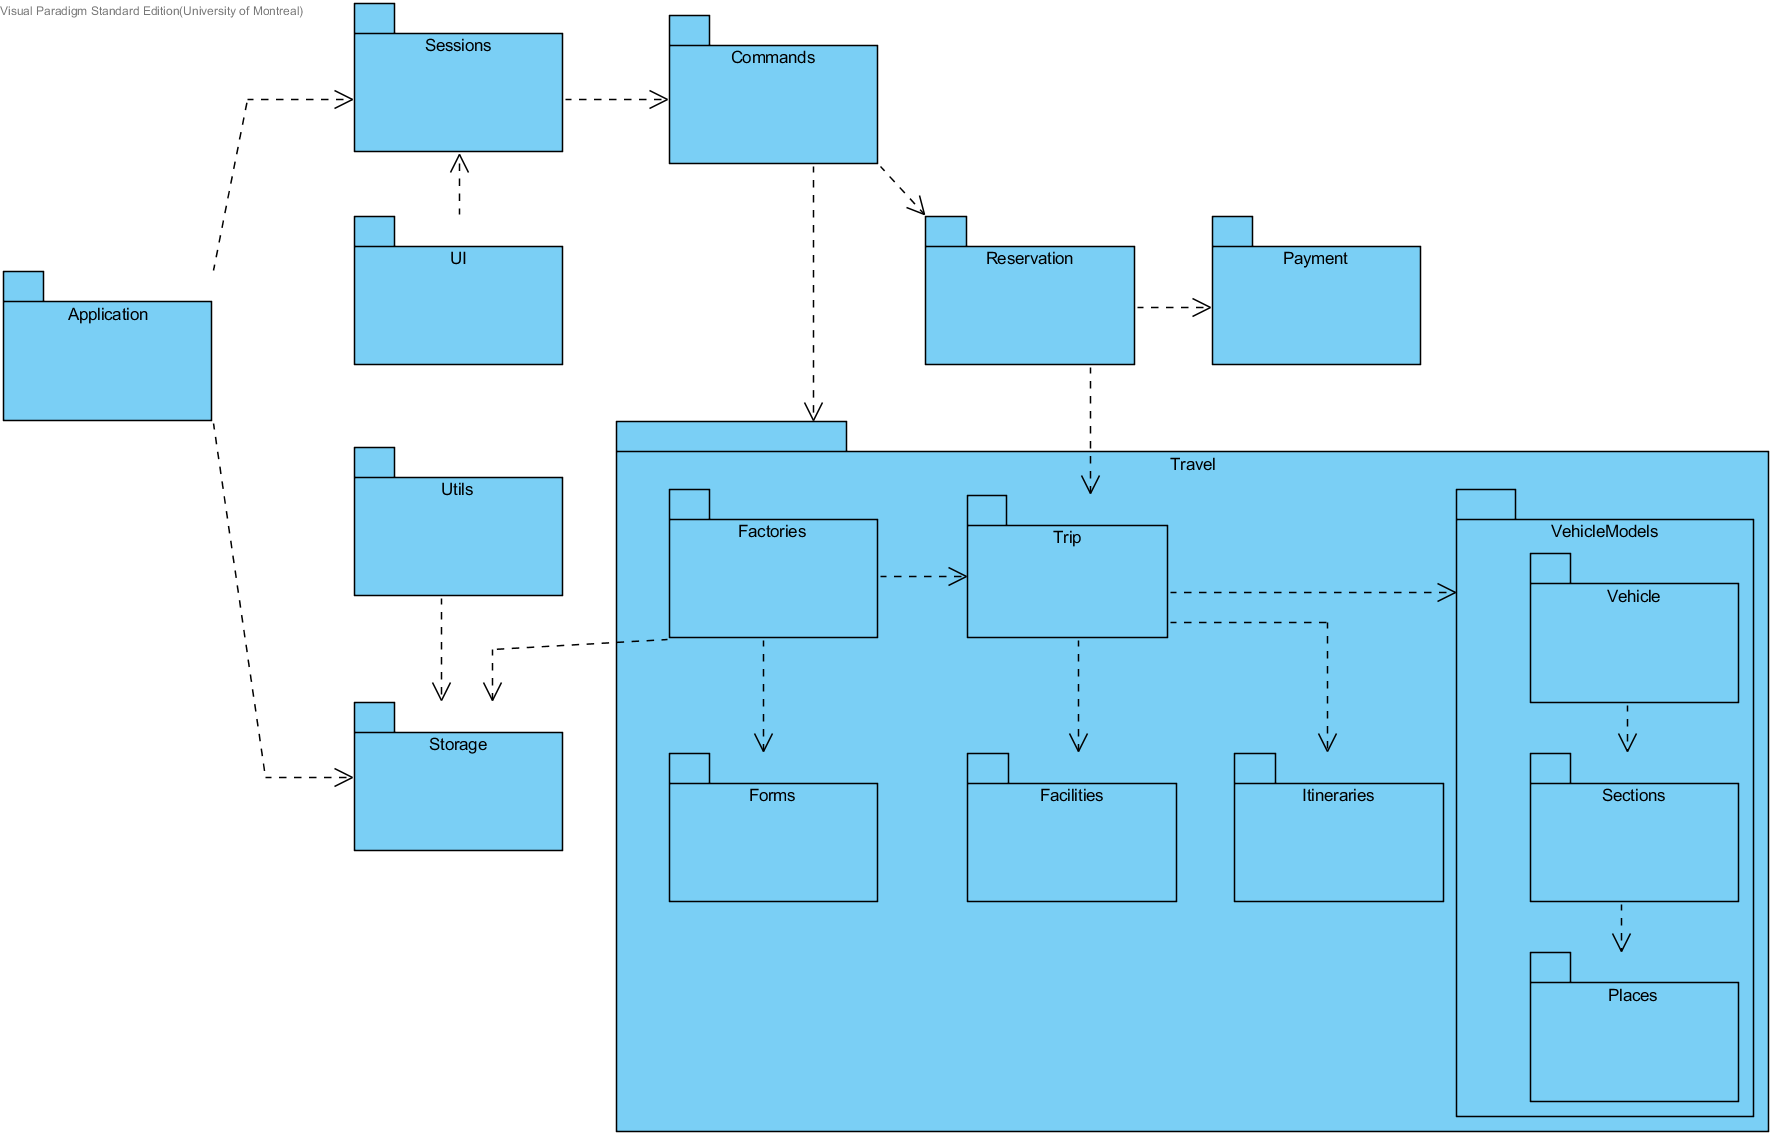 Visual Paradigm Standard Edition(University of Montreal)
Sessions
Commands
UI
Reservation
Payment
Application
Travel
Utils
Factories
Trip
VehicleModels
Vehicle
Storage
Forms
Facilities
Itineraries
Sections
Places